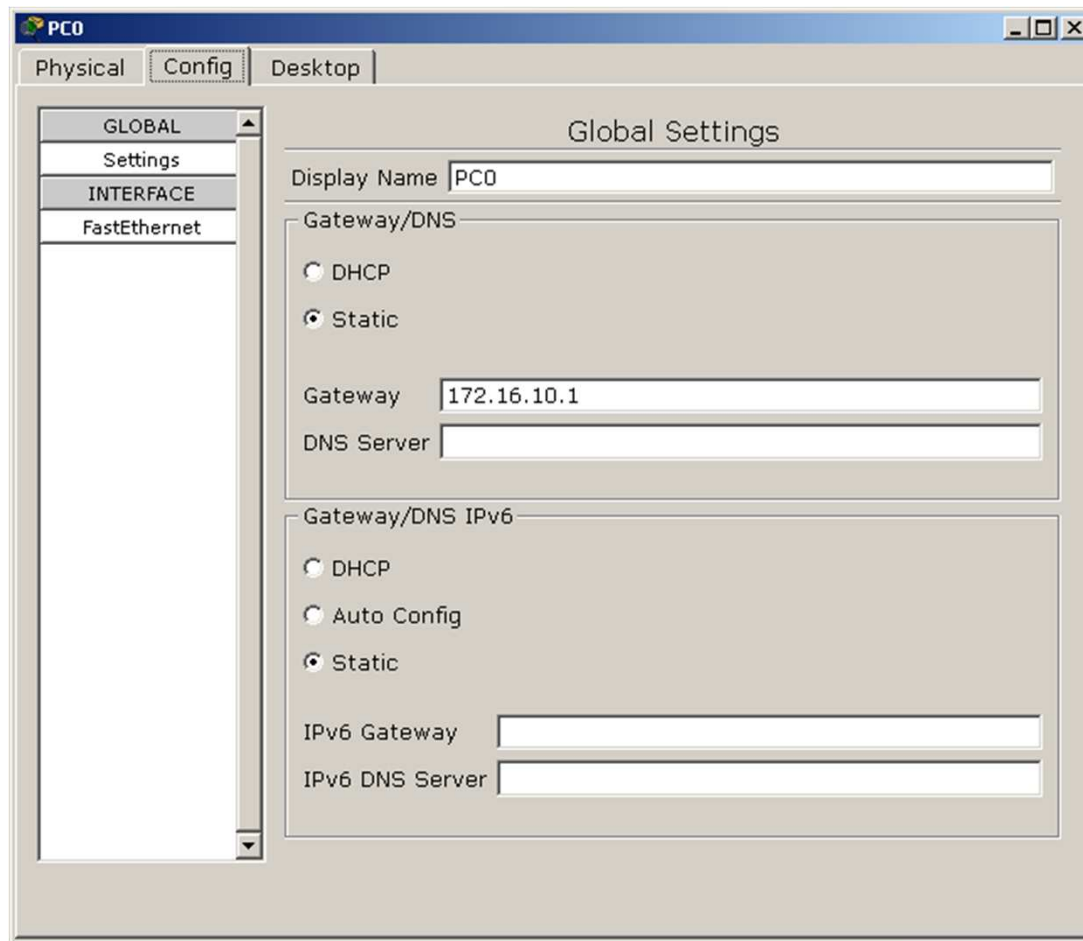 PC0
Physical Config Desktop
GLOBAL
Settings
INTERFACE
FastEthernet
Global Settings
Display Name PC0
Gateway/DNS
DHCP
Static
Gateway 172.16.10.1
DNS Server
Gateway/DNS IPv6
DHCP
Auto Config
Static
IPv6 Gateway
IPv6 DNS Server